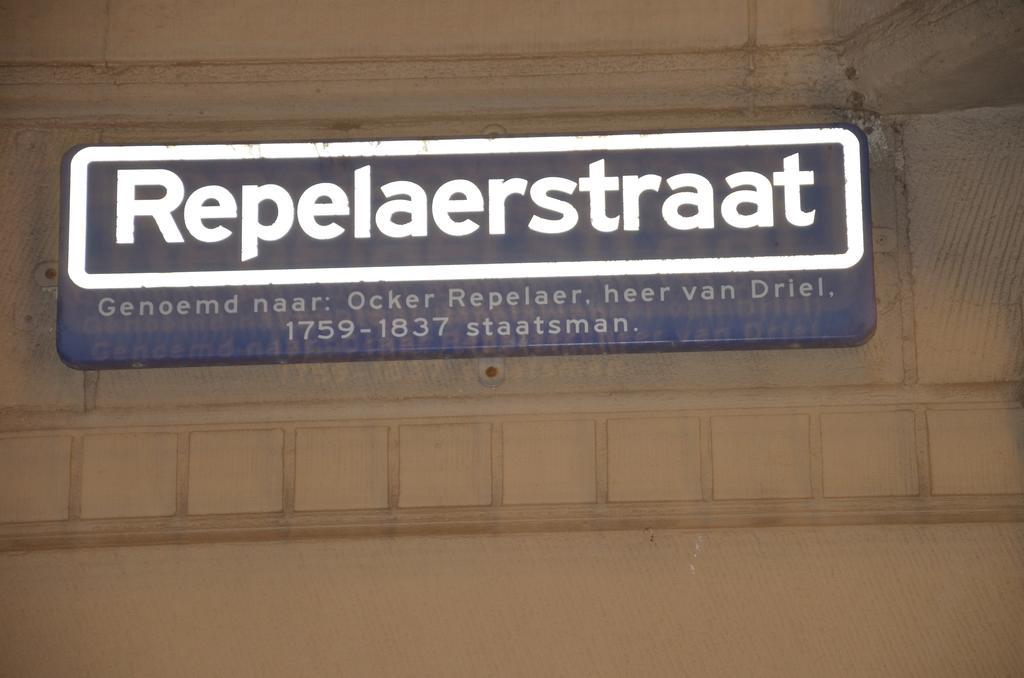 Repelaerstraat
Genoemd naar: Ocker Repelaer, heer van Driel,
1759-1837 staatsman.